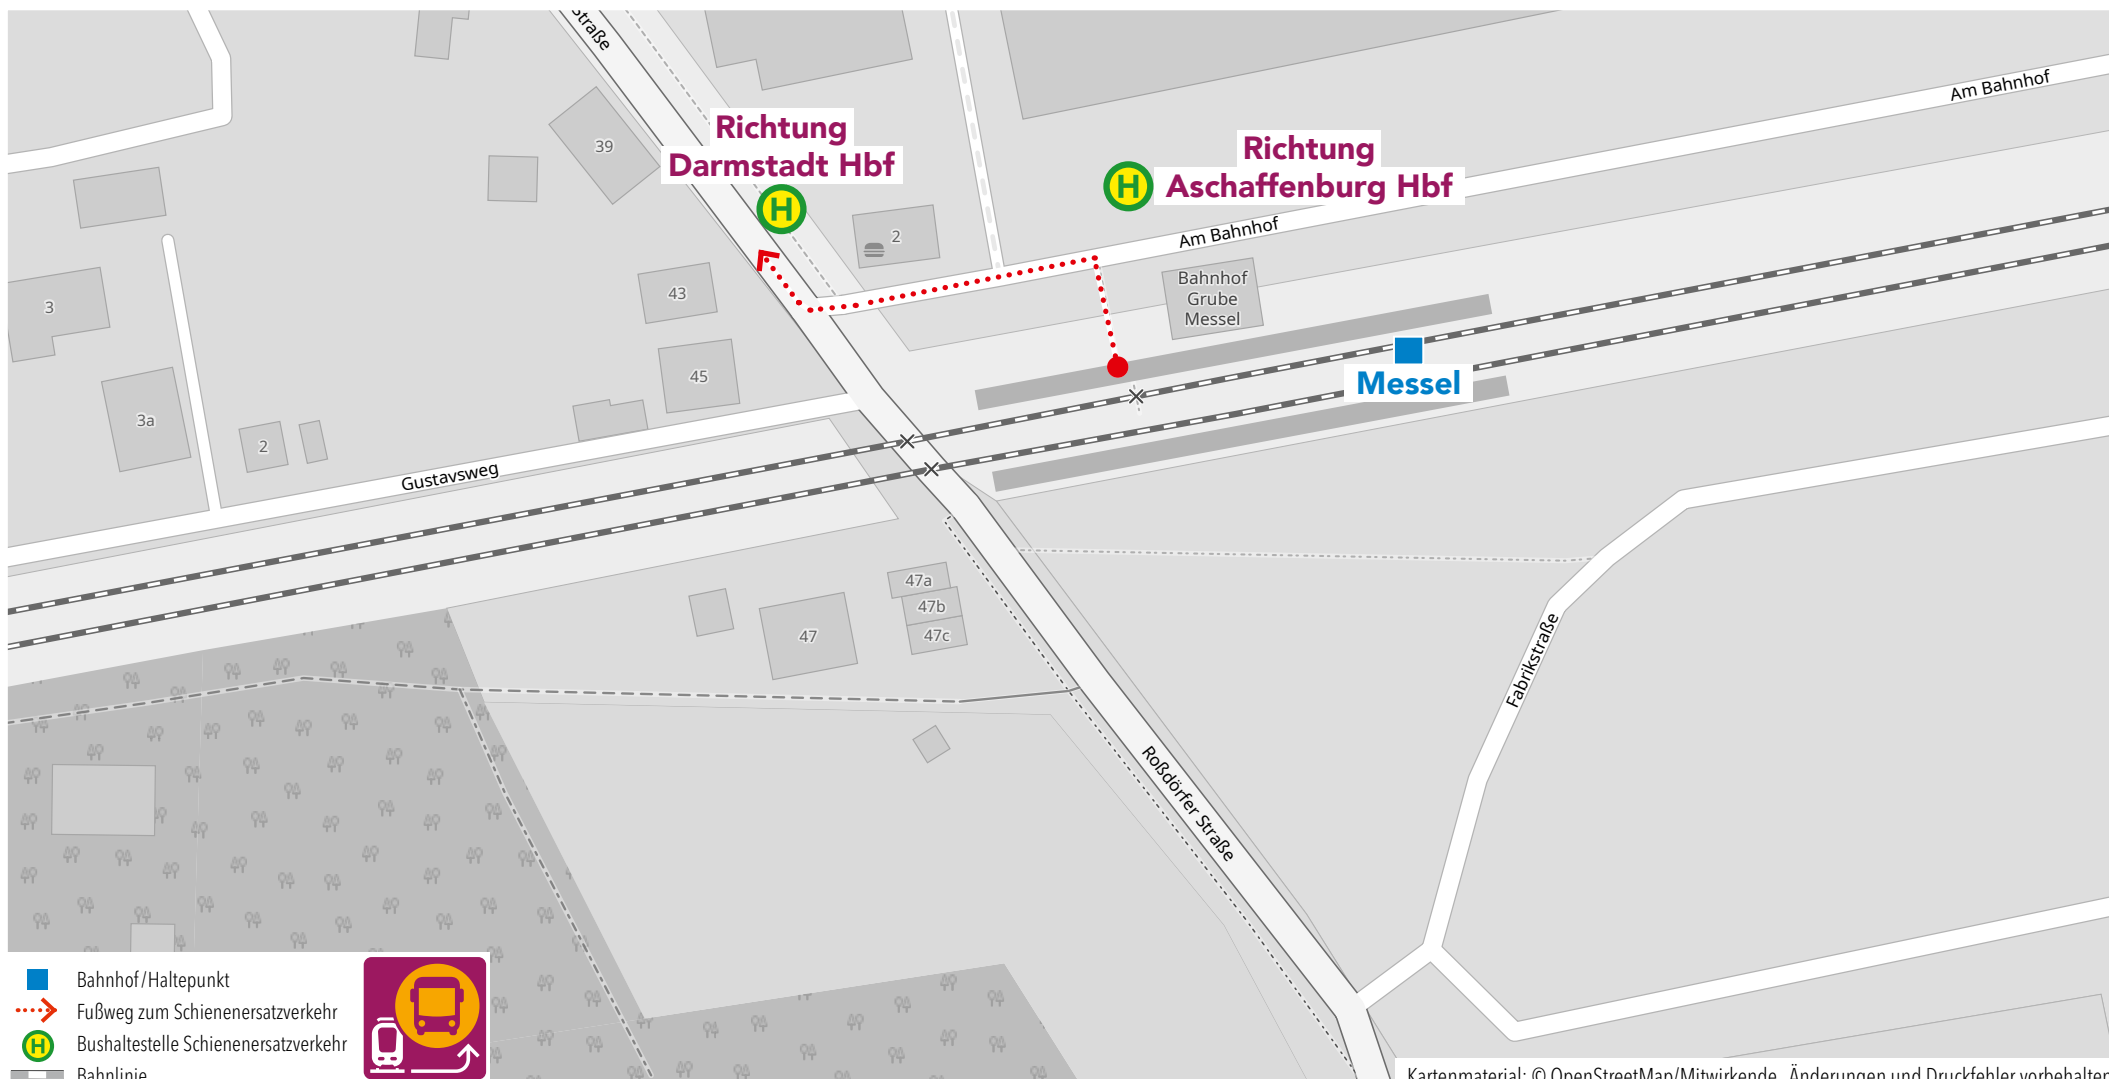 Straße
Am Bahnhof
Richtung
Darmstadt Hbf
H
Richtung
Aschaffenburg Hbf
H
39
2
Am Bahnhof
43
Bahnhof
Grube
Messel
3
45
Messel
3a
2
Gustavsweg
47a
47b
47c
47
Fabrikstraße
Roßdörfer Straße
Bahnhof/Haltepunkt
Fußweg zum Schienenersatzverkehr
H
Bushaltestelle Schienenersatzverkehr
Bahnlinie
Kartenmaterial: © OpenStreetMap/Mitwirkende, Änderungen und Druckfehler vorbehalten